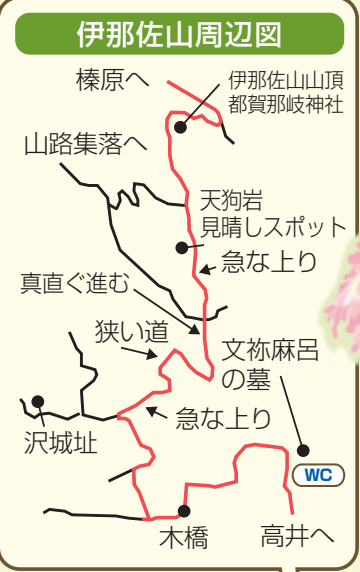 伊那佐山周辺図
榛原へ
伊那佐山山頂
都賀那岐神社
山路集落へ
天狗岩
見晴しスポット
急な上り
真直ぐ進む
狭い道
文祢麻呂
の墓
急な上り
沢城址
WC
木橋
高井へ